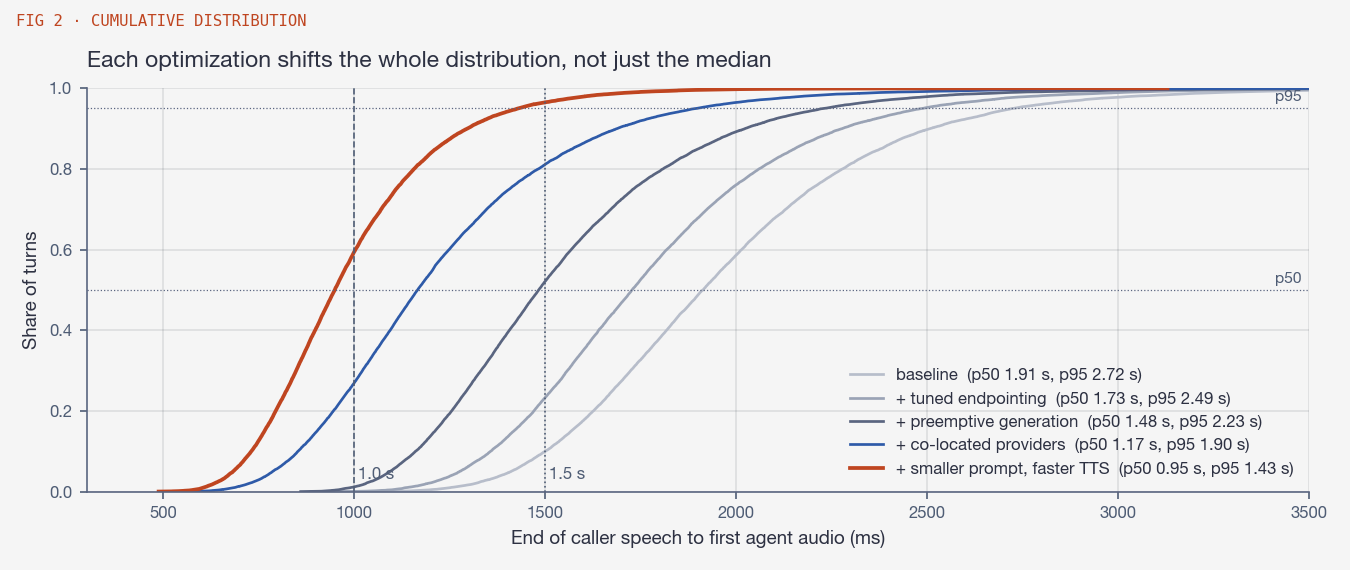 FIG 2 · CUMULATIVE DISTRIBUTION
Each optimization shifts the whole distribution, not just the median
1.0
p95
0.8
0.6
p50
0.4
0.2
0.0
Share of turns
1.0 s
1.5 s
baseline (p50 1.91 s, p95 2.72 s)
+ tuned endpointing (p50 1.73 s, p95 2.49 s)
+ preemptive generation (p50 1.48 s, p95 2.23 s)
+ co-located providers (p50 1.17 s, p95 1.90 s)
+ smaller prompt, faster TTS (p50 0.95 s, p95 1.43 s)
500 1000 1500 2000 2500 3000 3500
End of caller speech to first agent audio (ms)